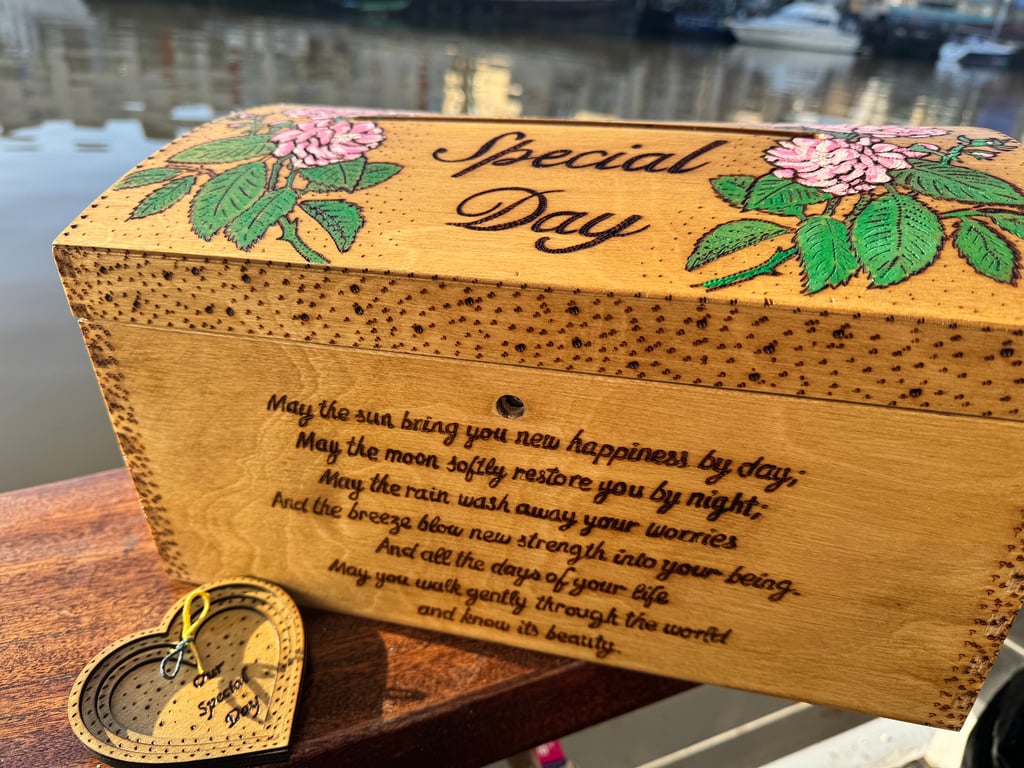 Special
Day
May the sun bring you new happiness by day;
May the moon softly restore you by night;
May the rain wash away your worries
And the breeze blow new strength into your being.
And all the days of your life
May you walk gently through the world
and know its beauty.
Our
Special
Day